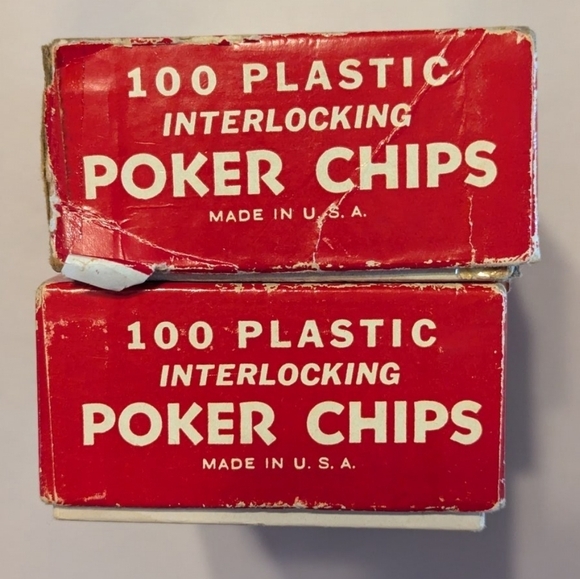 100 PLASTIC
INTERLOCKING
POKER CHIPS
MADE IN U. S. A.
100 PLASTIC
INTERLOCKING
POKER CHIPS
MADE IN U. S. A.